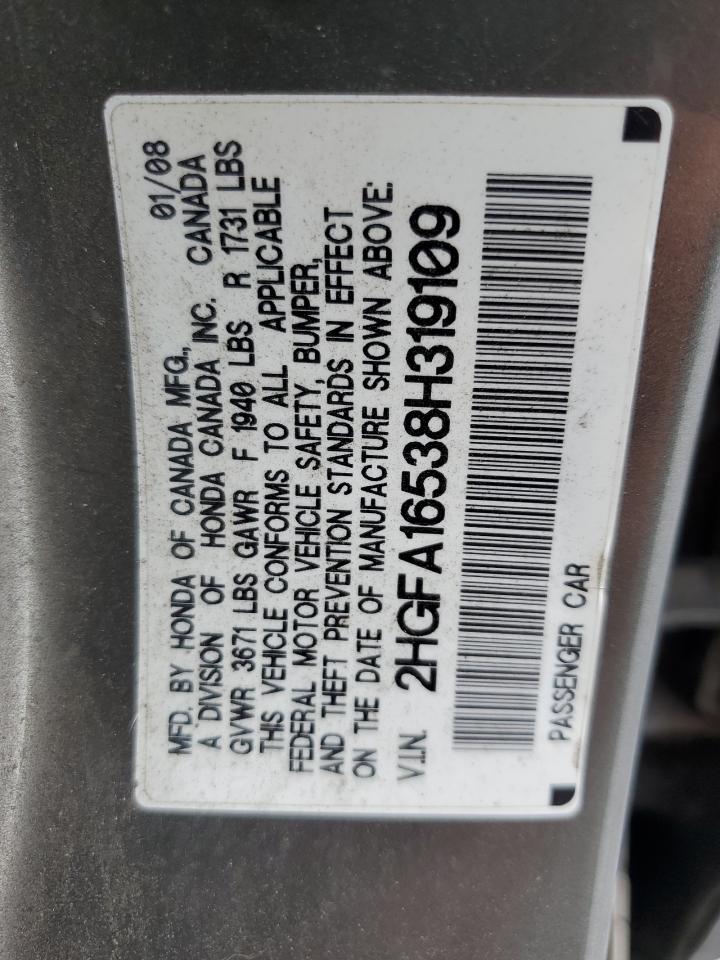 MFD. BY HONDA OF CANADA MFG., 01/08
A DIVISION OF HONDA CANADA INC. CANADA
GVWR 3671 LBS GAWR F 1940 LBS R 1731 LBS
THIS VEHICLE CONFORMS TO ALL APPLICABLE
FEDERAL MOTOR VEHICLE SAFETY, BUMPER,
AND THEFT PREVENTION STANDARDS IN EFFECT
ON THE DATE OF MANUFACTURE SHOWN ABOVE:
V.I.N. 2HGFA16538H319109
PASSENGER CAR